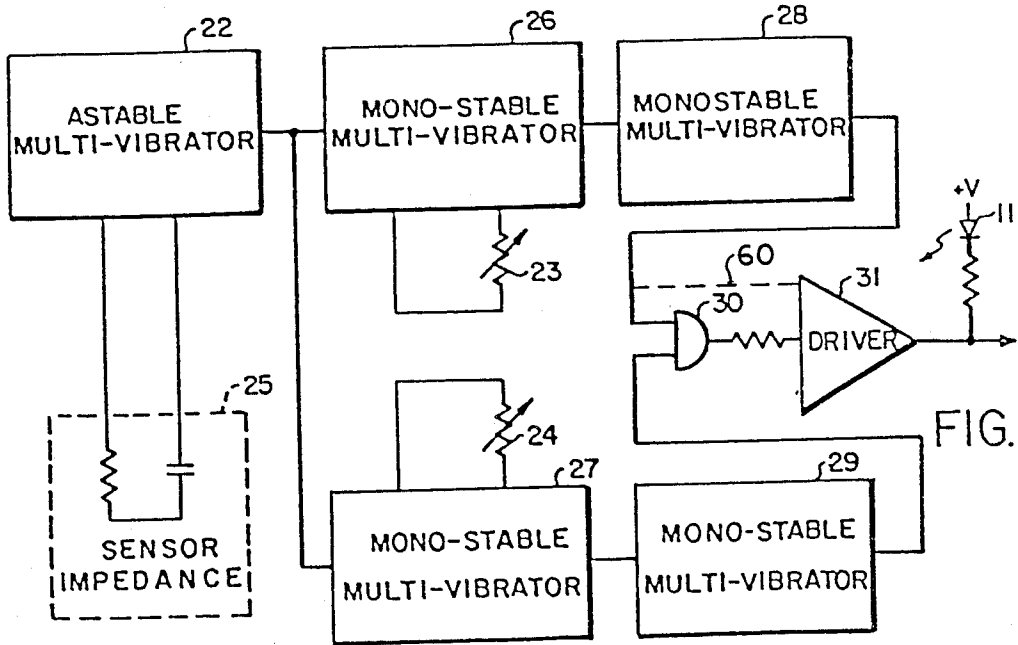 22
ASTABLE
MULTI-VIBRATOR
26
MONO-STABLE
MULTI-VIBRATOR
28
MONOSTABLE
MULTI-VIBRATOR
23
+V
11
60
30
31
DRIVER
25
SENSOR
IMPEDANCE
24
27
MONO-STABLE
MULTI-VIBRATOR
29
MONO-STABLE
MULTI-VIBRATOR
FIG.